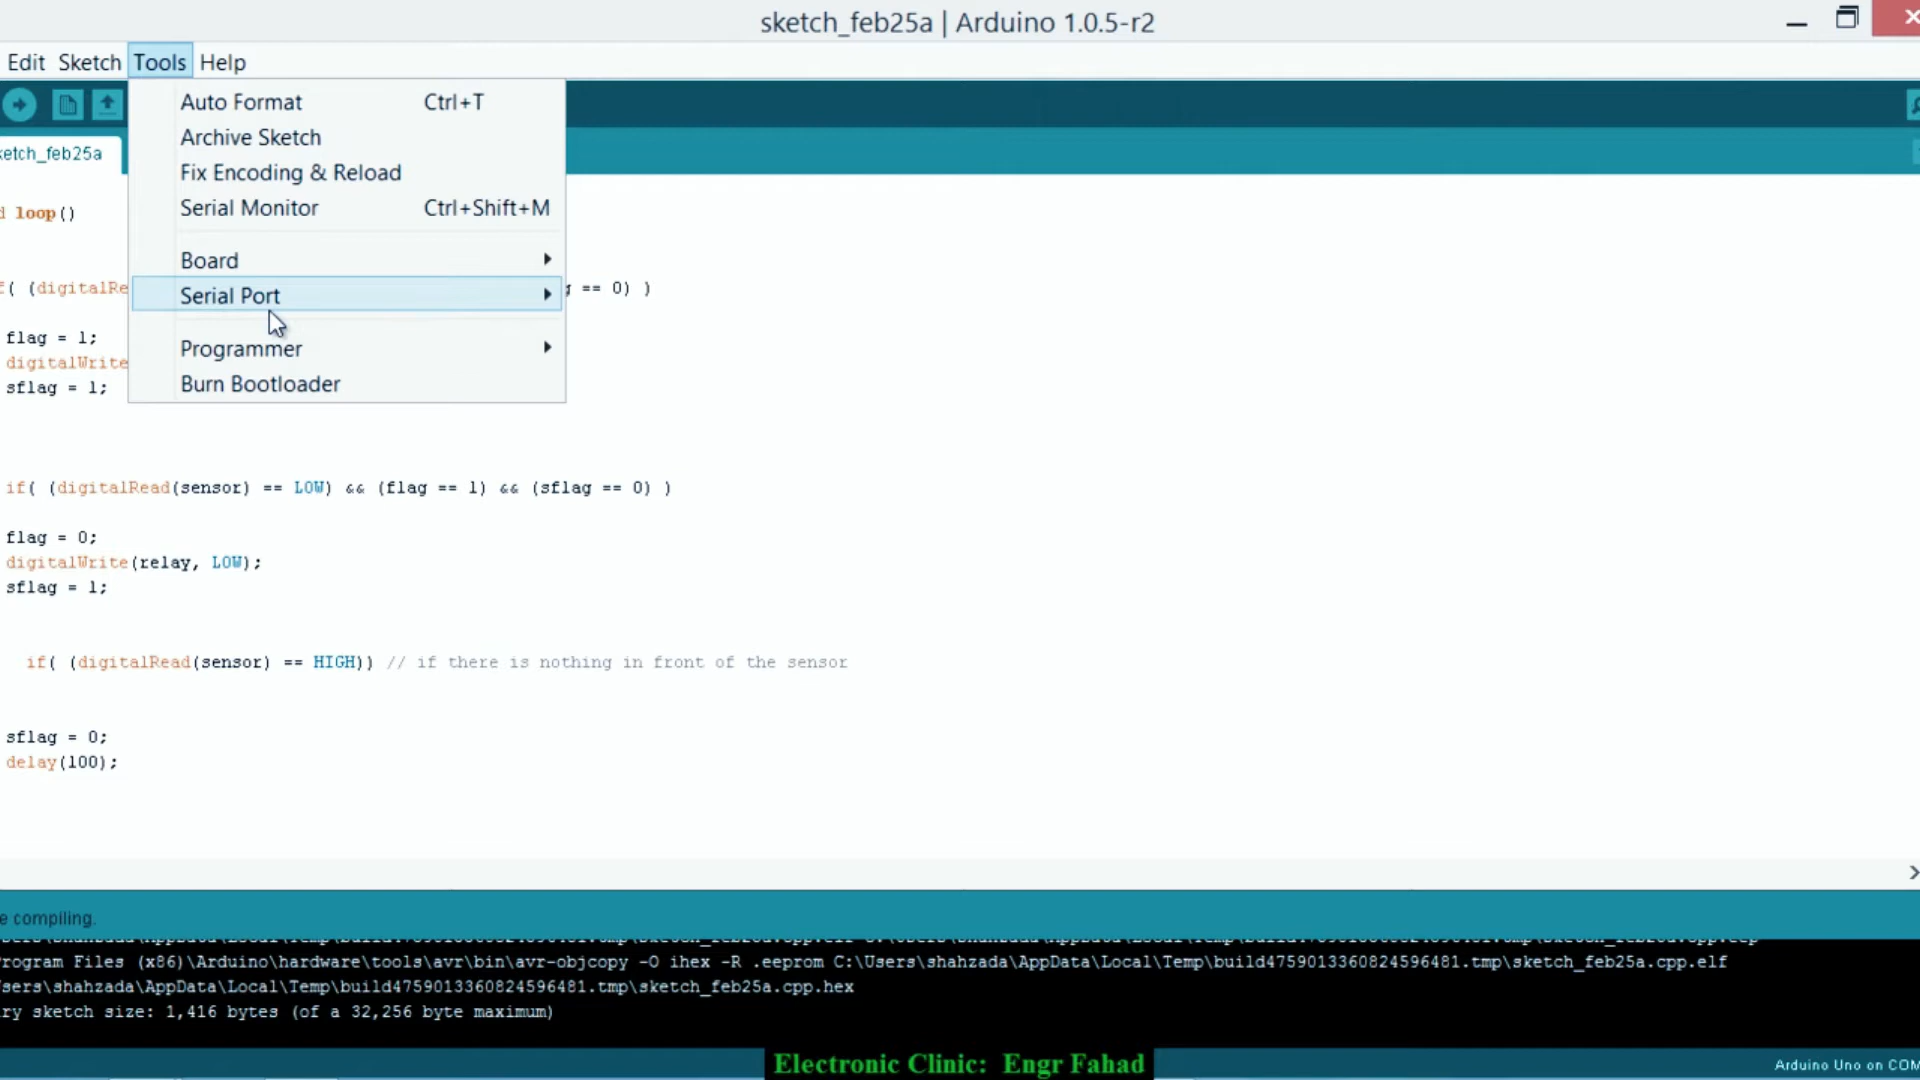 sketch_feb25a | Arduino 1.0.5-r2
Edit Sketch Tools Help
Auto Format Ctrl+T
Archive Sketch
Fix Encoding & Reload
Serial Monitor Ctrl+Shift+M
Board
Serial Port
Programmer
Burn Bootloader
ketch_feb25a
d loop()
f( (digitalRe == 0) )
flag = 1;
digitalWrite
sflag = 1;
if( (digitalRead(sensor) == LOW) && (flag == 1) && (sflag == 0) )
flag = 0;
digitalWrite(relay, LOW);
sflag = 1;
if( (digitalRead(sensor) == HIGH)) // if there is nothing in front of the sensor
sflag = 0;
delay(100);
e compiling.
rogram Files (x86)\Arduino\hardware\tools\avr\bin\avr-objcopy -O ihex -R .eeprom C:\Users\shahzada\AppData\Local\Temp\build4759013360824596481.tmp\sketch_feb25a.cpp.elf
sers\shahzada\AppData\Local\Temp\build4759013360824596481.tmp\sketch_feb25a.cpp.hex
ry sketch size: 1,416 bytes (of a 32,256 byte maximum)
Electronic Clinic: Engr Fahad
Arduino Uno on COM